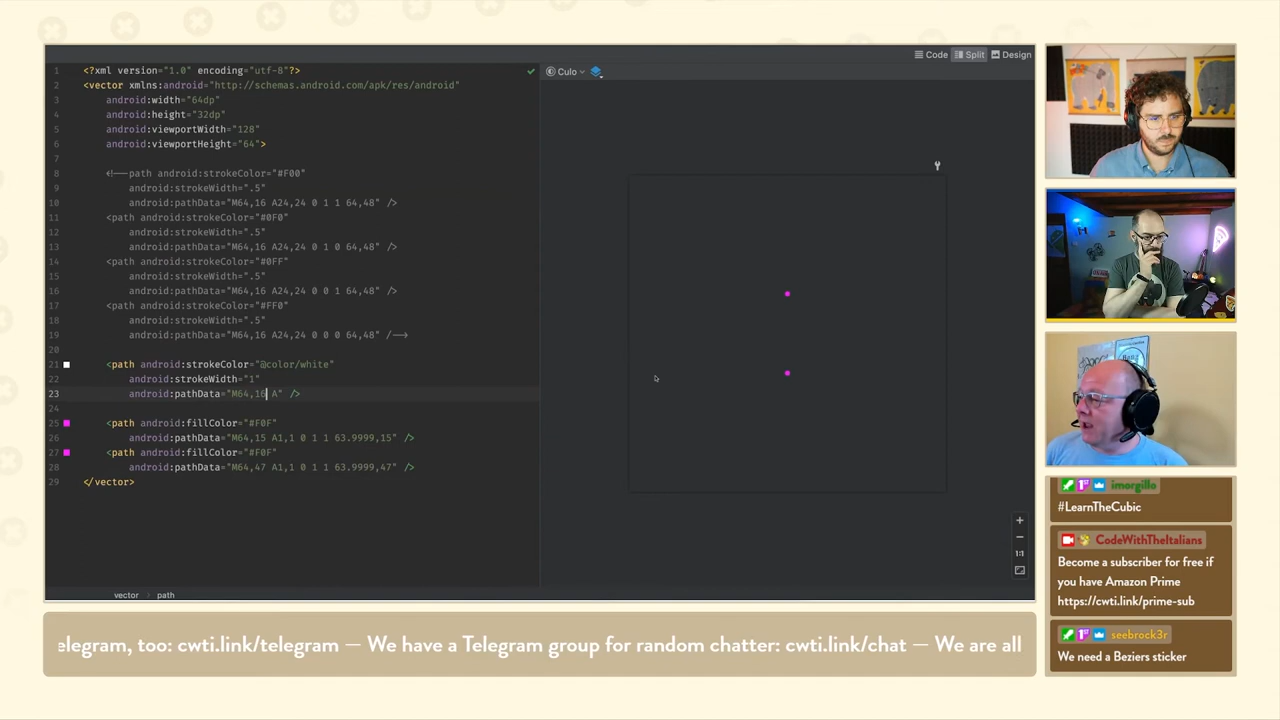 Code
Split
Design
1 <?xml version="1.0" encoding="utf-8"?>
2 <vector xmlns:android="http://schemas.android.com/apk/res/android"
3 android:width="64dp"
4 android:height="32dp"
5 android:viewportWidth="128"
6 android:viewportHeight="64">
7
8 <!--path android:strokeColor="#F00"
9 android:strokeWidth=".5"
10 android:pathData="M64,16 A24,24 0 1 1 64,48" />
11 <path android:strokeColor="#0F0"
12 android:strokeWidth=".5"
13 android:pathData="M64,16 A24,24 0 1 0 64,48" />
14 <path android:strokeColor="#0FF"
15 android:strokeWidth=".5"
16 android:pathData="M64,16 A24,24 0 0 1 64,48" />
17 <path android:strokeColor="#FF0"
18 android:strokeWidth=".5"
19 android:pathData="M64,16 A24,24 0 0 0 64,48" /-->
20
21 <path android:strokeColor="@color/white"
22 android:strokeWidth="1"
23 android:pathData="M64,16 A" />
24
25 <path android:fillColor="#F0F"
26 android:pathData="M64,15 A1,1 0 1 1 63.9999,15" />
27 <path android:fillColor="#F0F"
28 android:pathData="M64,47 A1,1 0 1 1 63.9999,47" />
29 </vector>
vector > path
Culo
1:1
imorgillo
#LearnTheCubic
CodeWithTheItalians
Become a subscriber for free if
you have Amazon Prime
https://cwti.link/prime-sub
seebrock3r
We need a Beziers sticker
elegram, too: cwti.link/telegram — We have a Telegram group for random chatter: cwti.link/chat — We are all